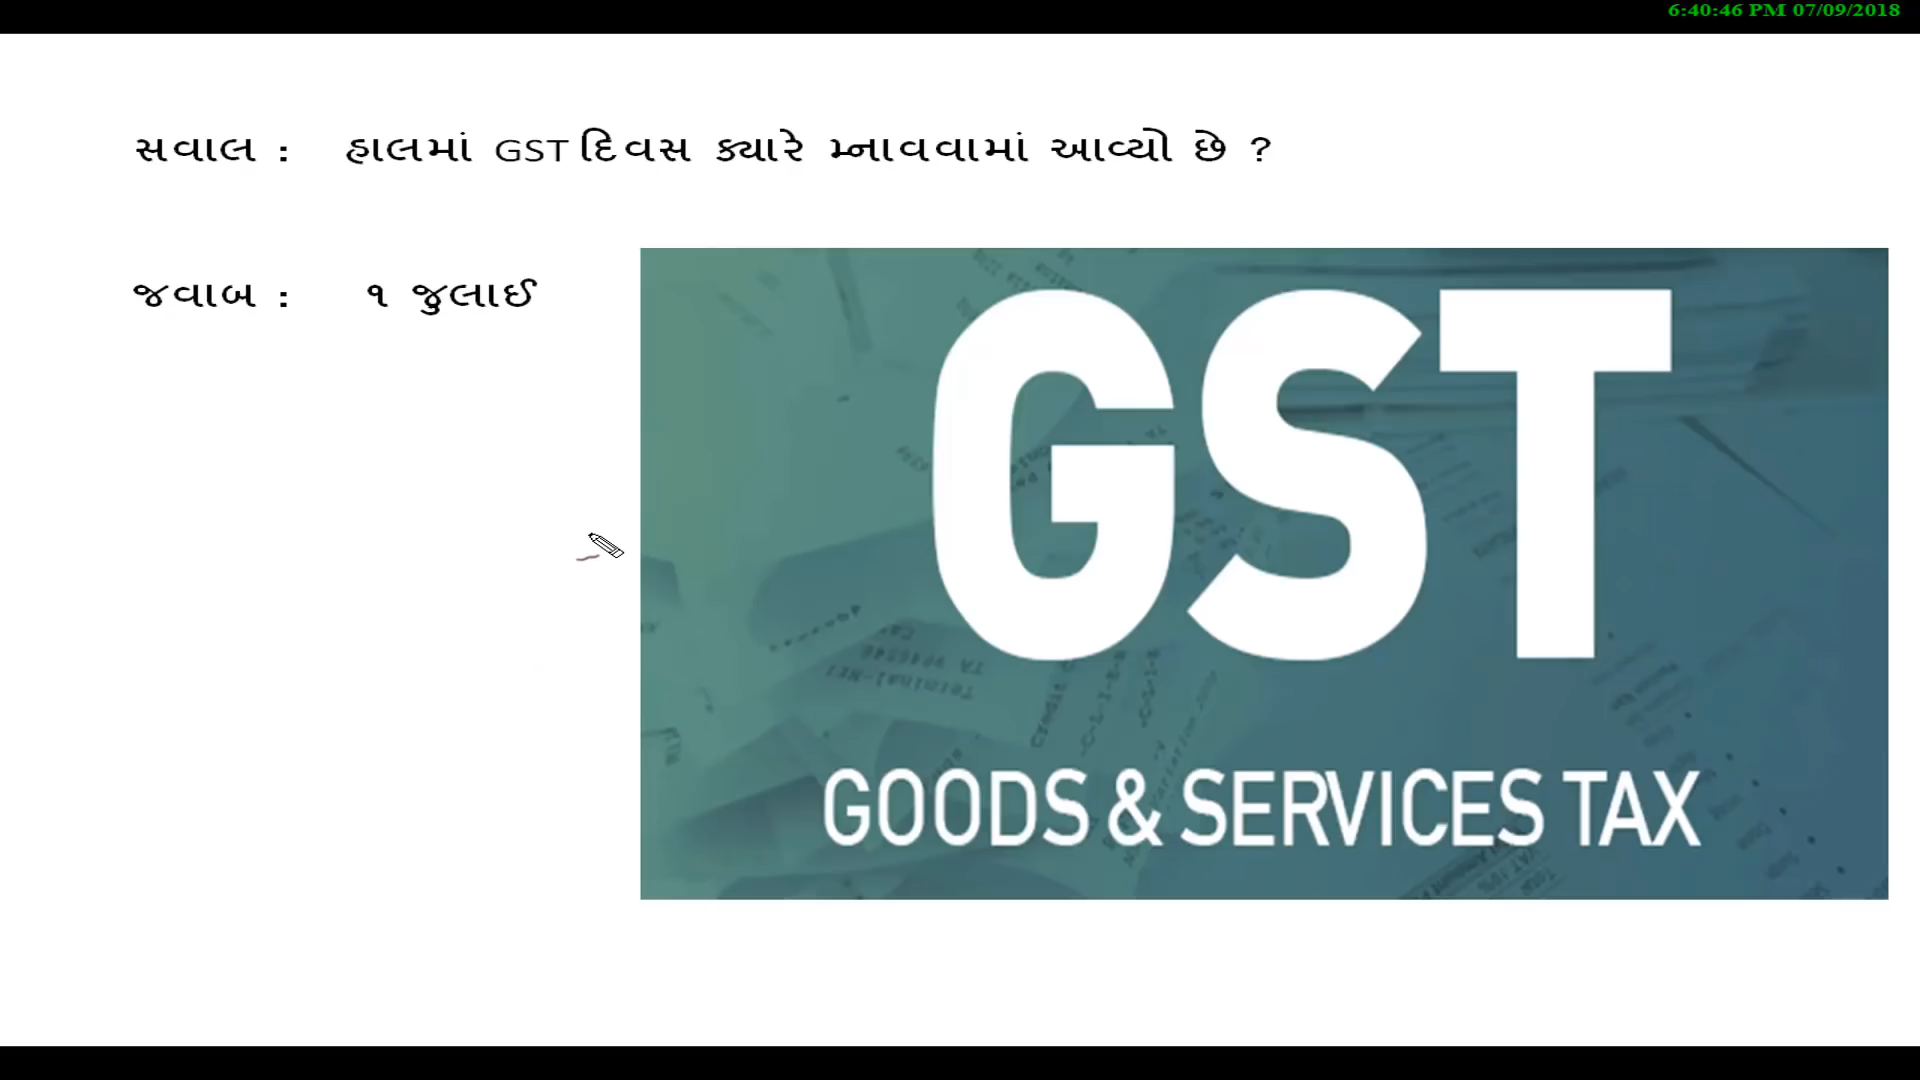 6:40:46 PM 07/09/2018
સવાલ : હાલમાં GST દિવસ ક્યારે મ્નાવવામાં આવ્યો છે ?
જવાબ : ૧ જુલાઈ
GST
GOODS & SERVICES TAX